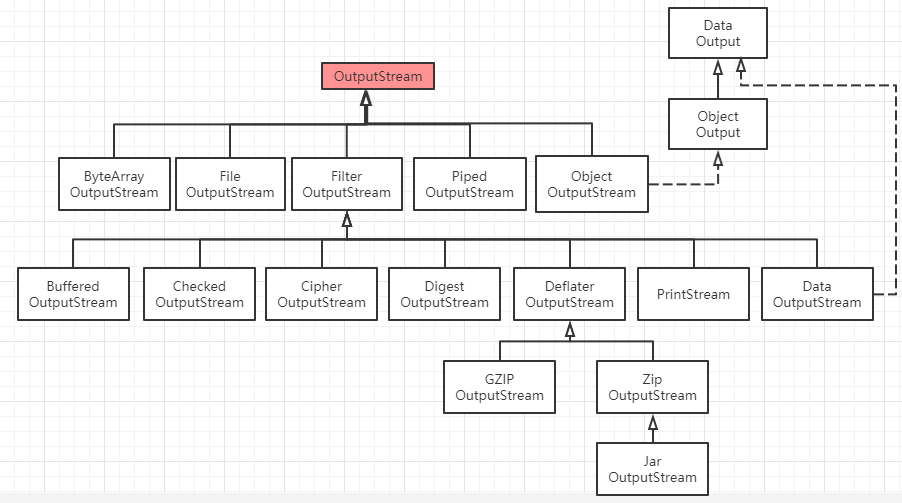 Data
Output
OutputStream
Object
Output
ByteArray
OutputStream
File
OutputStream
Filter
OutputStream
Piped
OutputStream
Object
OutputStream
Buffered
OutputStream
Checked
OutputStream
Cipher
OutputStream
Digest
OutputStream
Deflater
OutputStream
PrintStream
Data
OutputStream
GZIP
OutputStream
Zip
OutputStream
Jar
OutputStream